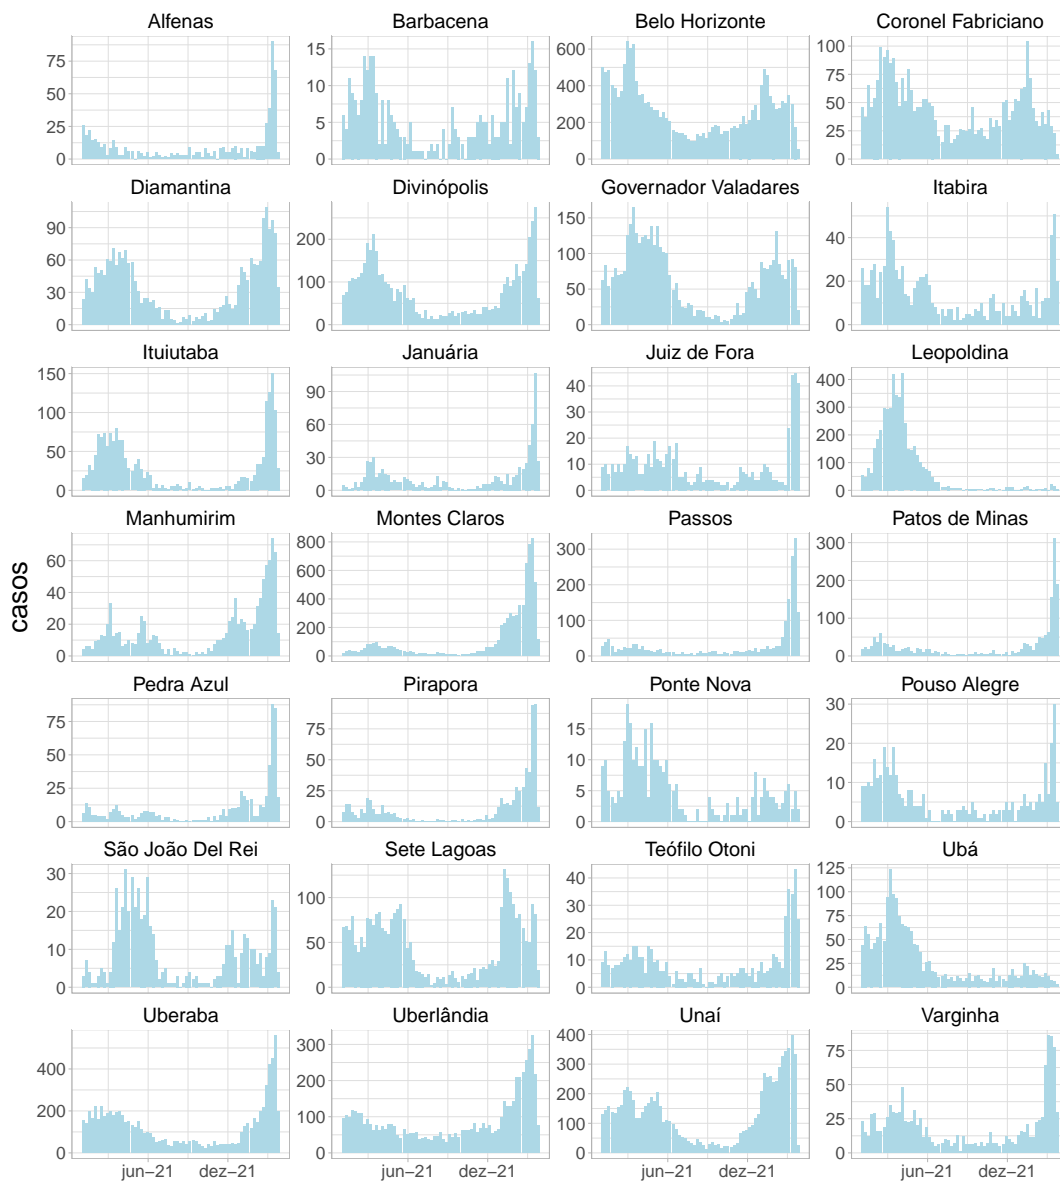 Alfenas Barbacena Belo Horizonte Coronel Fabriciano
75 50 25 0
15 10 5 0
600 400 200 0
100 75 50 25 0
Diamantina Divinópolis Governador Valadares Itabira
90 60 30 0
200 100 0
150 100 50 0
40 20 0
Ituiutaba Januária Juiz de Fora Leopoldina
150 100 50 0
90 60 30 0
40 30 20 10 0
400 300 200 100 0
Manhumirim Montes Claros Passos Patos de Minas
60 40 20 0
800 600 400 200 0
300 200 100 0
300 200 100 0
casos
Pedra Azul Pirapora Ponte Nova Pouso Alegre
75 50 25 0
75 50 25 0
15 10 5 0
30 20 10 0
São João Del Rei Sete Lagoas Teófilo Otoni Ubá
30 20 10 0
100 50 0
40 30 20 10 0
125 100 75 50 25 0
Uberaba Uberlândia Unaí Varginha
400 200 0
300 200 100 0
400 300 200 100 0
75 50 25 0
jun−21 dez−21 jun−21 dez−21 jun−21 dez−21 jun−21 dez−21